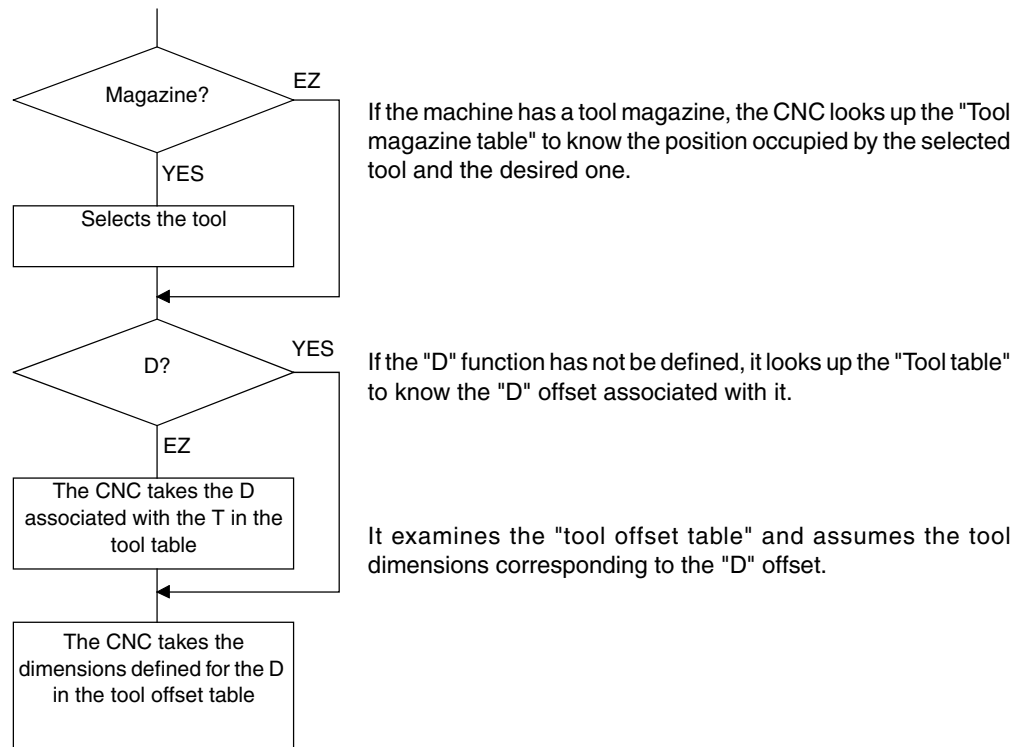 Magazine?
EZ
YES
Selects the tool
If the machine has a tool magazine, the CNC looks up the "Tool
magazine table" to know the position occupied by the selected
tool and the desired one.
D?
YES
EZ
The CNC takes the D
associated with the T in the
tool table
If the "D" function has not be defined, it looks up the "Tool table"
to know the "D" offset associated with it.
It examines the "tool offset table" and assumes the tool
dimensions corresponding to the "D" offset.
The CNC takes the
dimensions defined for the D
in the tool offset table